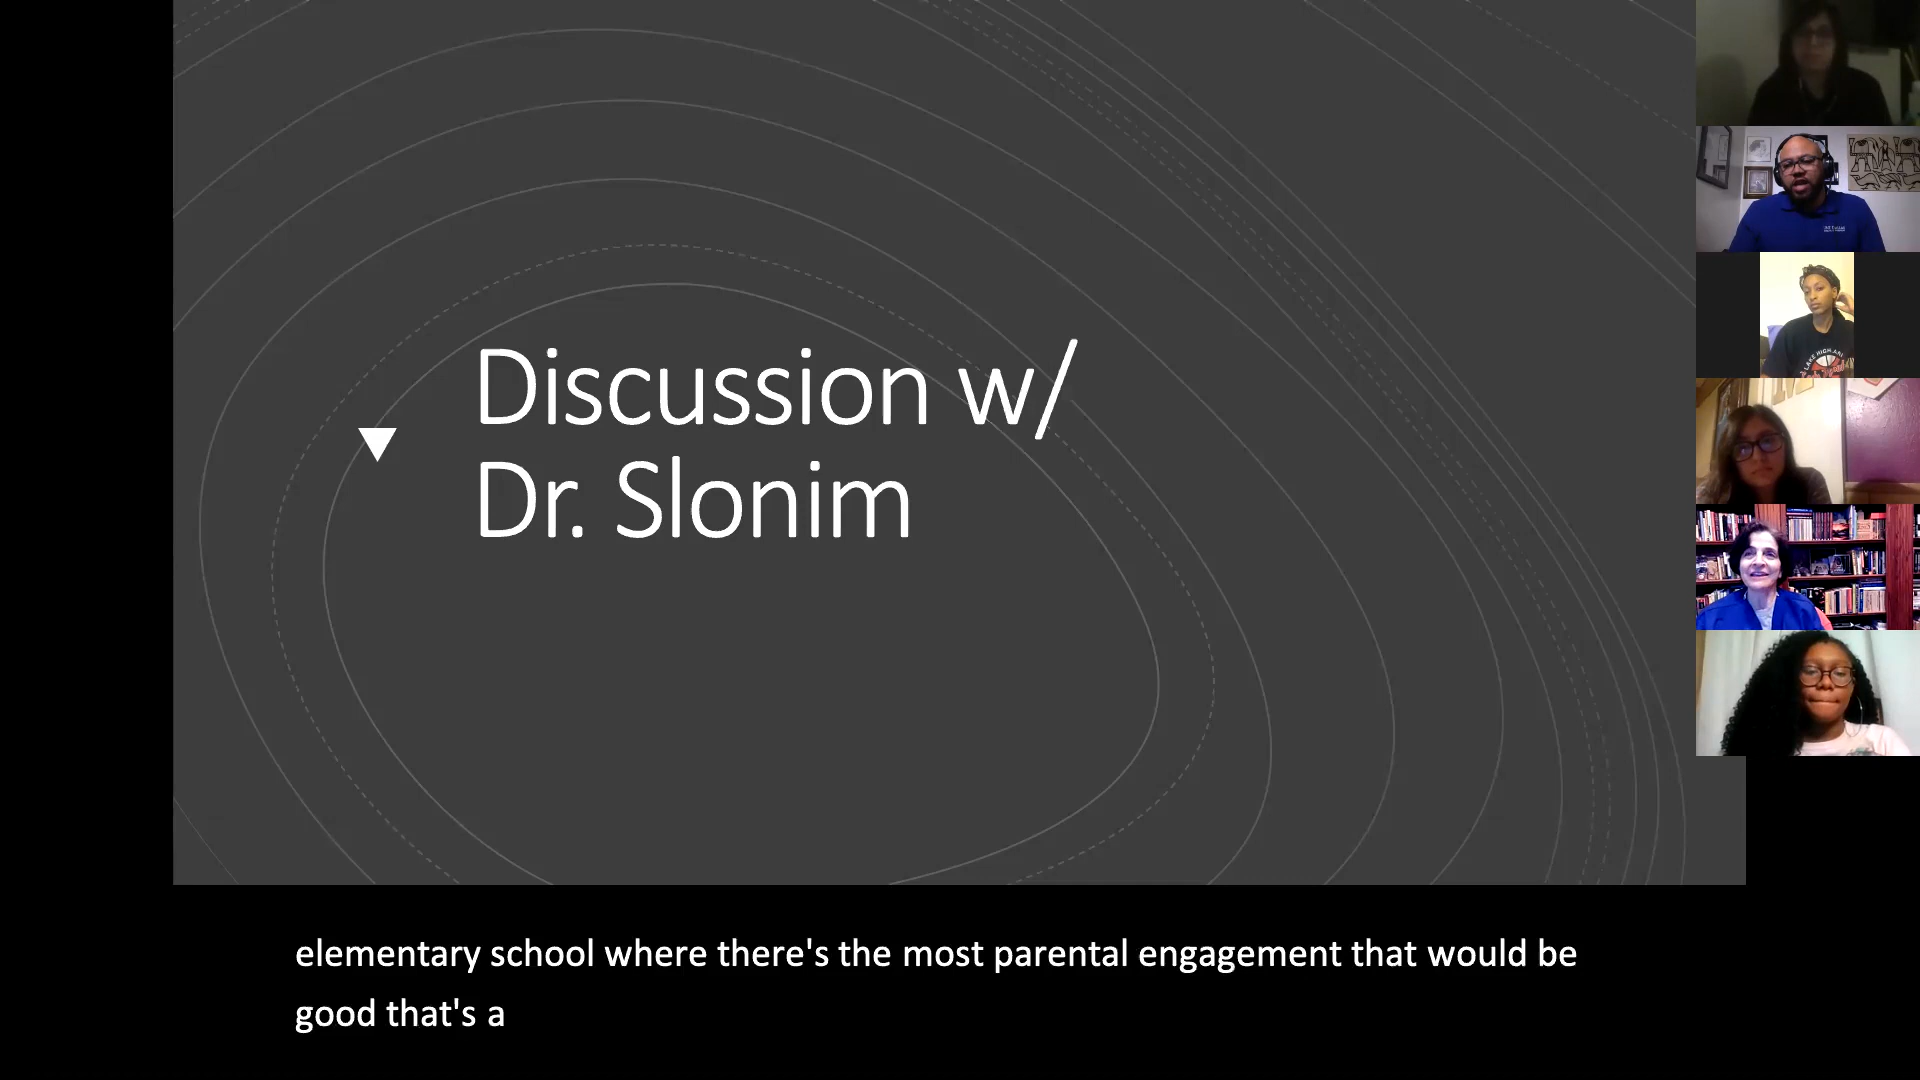 Discussion w/
Dr. Slonim
elementary school where there's the most parental engagement that would be
good that's a